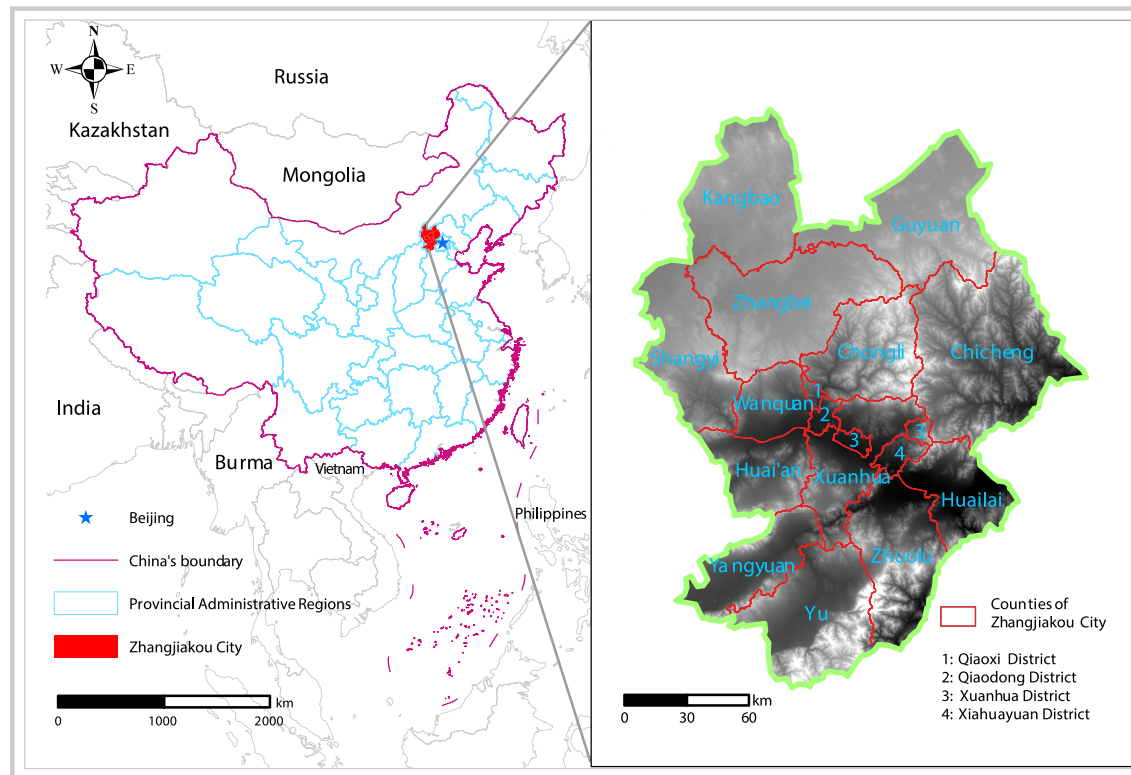 N
W
E
S
Russia
Kazakhstan
Mongolia
India
Burma
Vietnam
Philippines
Beijing
China's boundary
Provincial Administrative Regions
Zhangjiakou City
km
0
1000
2000
Kangbao
Guyuan
Zhangbei
Shangyi
Chongli
Chicheng
Wanquan
1
2
3
3
4
Huai'an
Xuanhua
Huailai
Yangyuan
Zhuolu
Yu
Counties of
Zhangjiakou City
1: Qiaoxi District
2: Qiaodong District
3: Xuanhua District
4: Xiahuayuan District
km
0
30
60